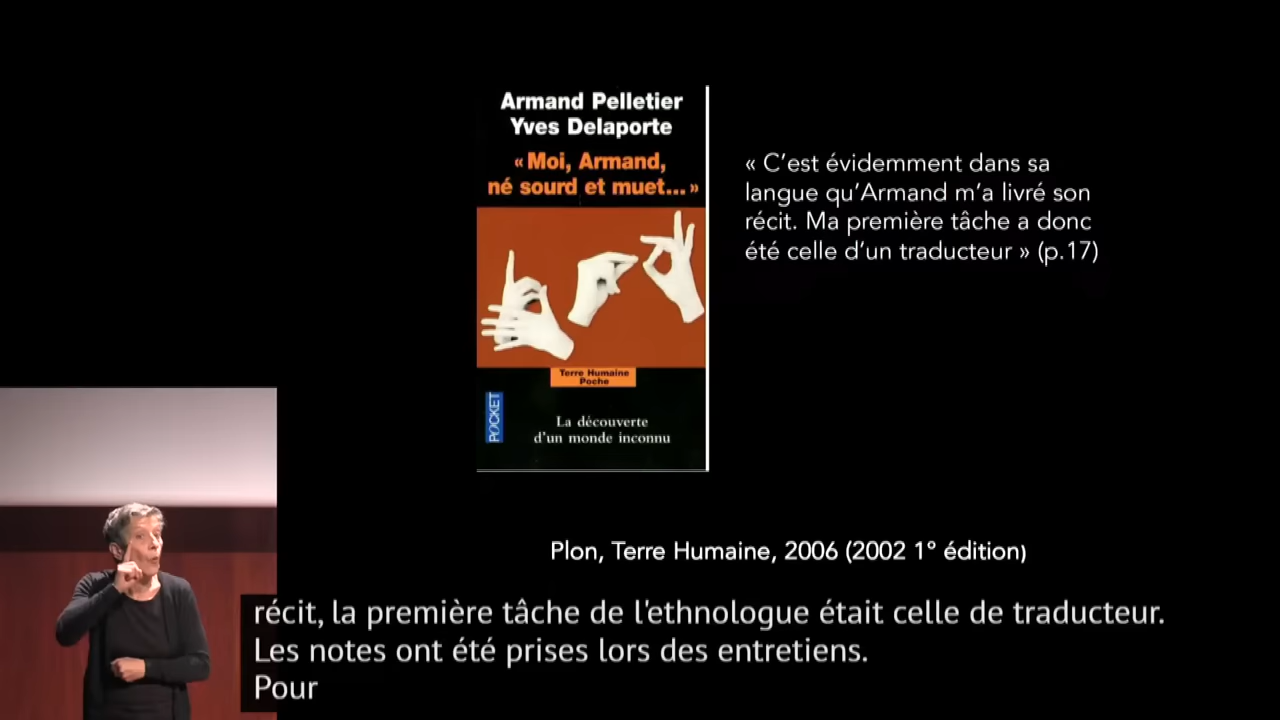 Armand Pelletier
Yves Delaporte
« Moi, Armand,
né sourd et muet... »
Terre Humaine
Poche
POCKET
La découverte
d'un monde inconnu
« C'est évidemment dans sa
langue qu'Armand m'a livré son
récit. Ma première tâche a donc
été celle d'un traducteur » (p.17)
Plon, Terre Humaine, 2006 (2002 1° édition)
récit, la première tâche de l'ethnologue était celle de traducteur.
Les notes ont été prises lors des entretiens.
Pour